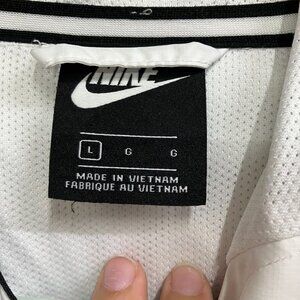 NIKE
L G G
MADE IN VIETNAM
FABRIQUE AU VIETNAM